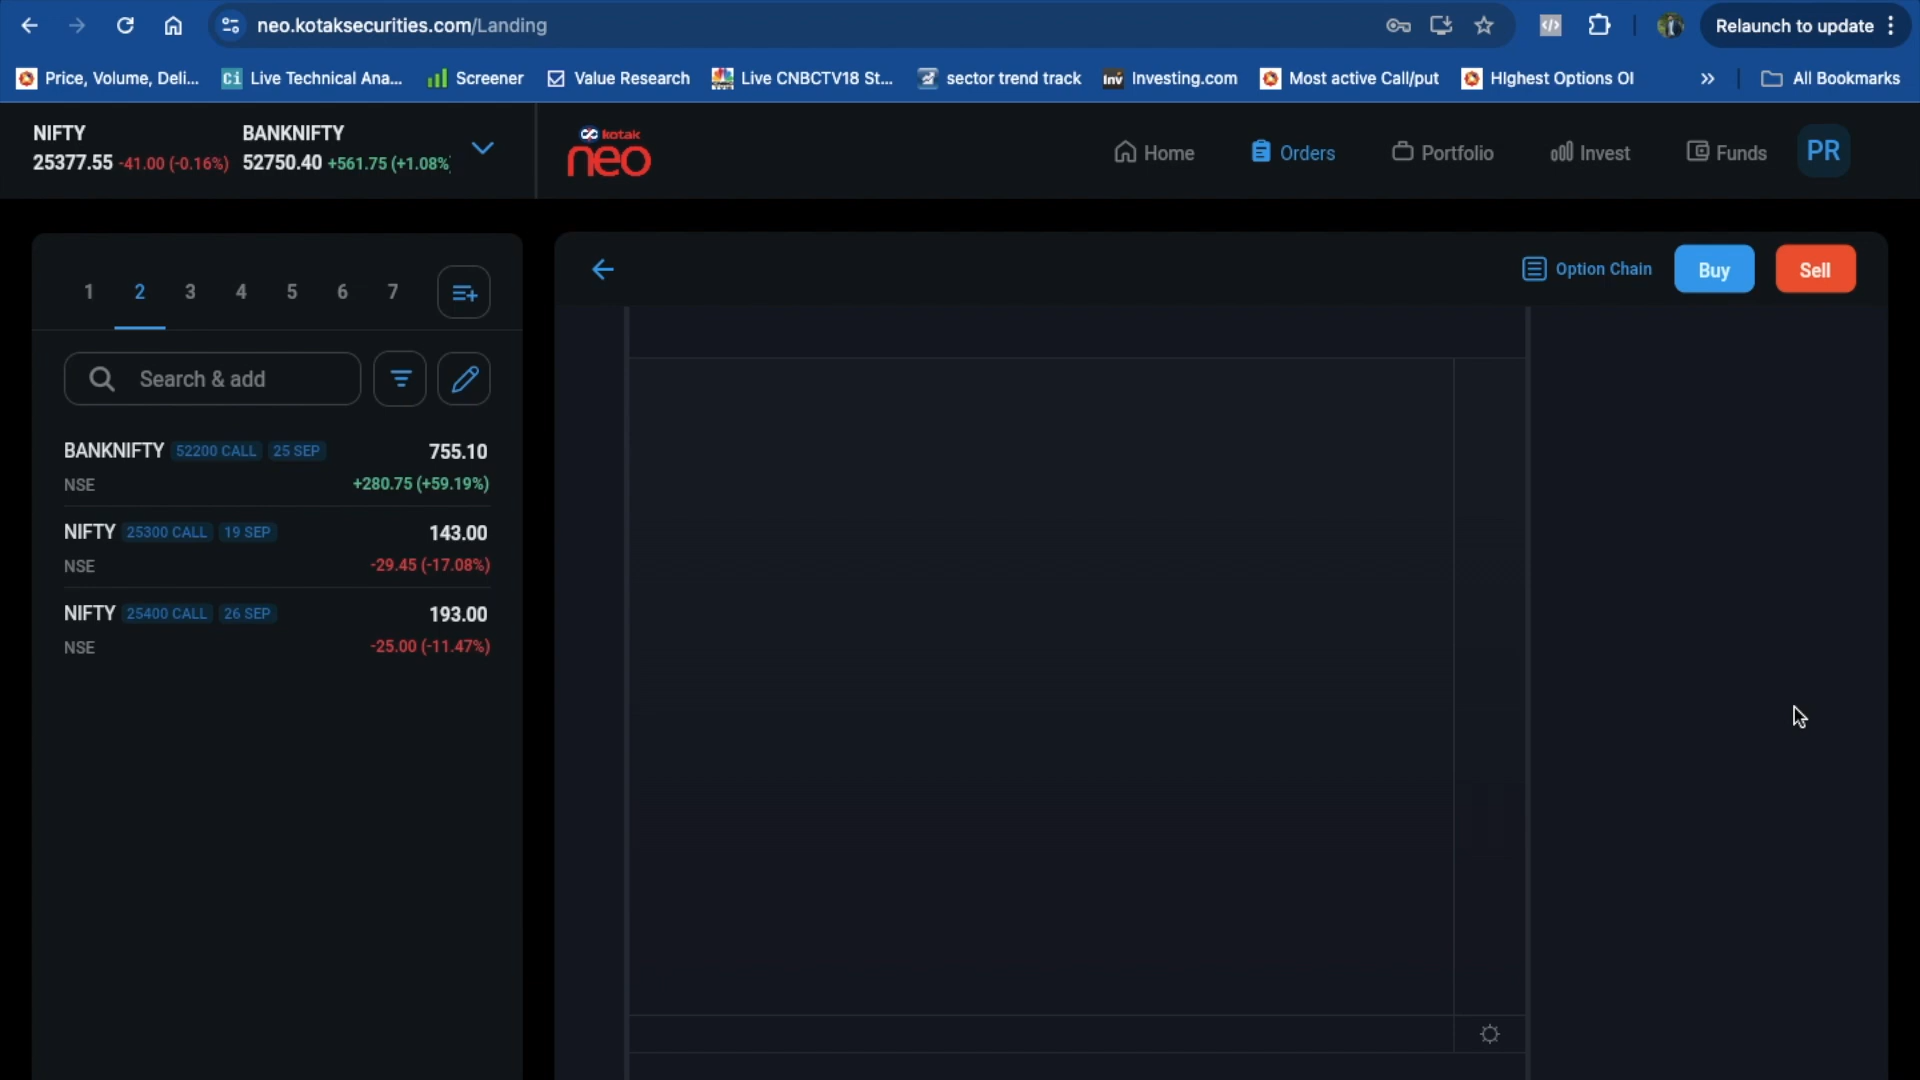 neo.kotaksecurities.com/Landing
Relaunch to update
Price, Volume, Deli...
Ci Live Technical Ana...
Screener
Value Research
Live CNBCTV18 St...
sector trend track
Inv Investing.com
Most active Call/put
HIghest Options OI
All Bookmarks
NIFTY
25377.55 -41.00 (-0.16%)
BANKNIFTY
52750.40 +561.75 (+1.08%
kotak
neo
Home
Orders
Portfolio
Invest
Funds
PR
1 2 3 4 5 6 7
Search & add
BANKNIFTY 52200 CALL 25 SEP 755.10
NSE +280.75 (+59.19%)
NIFTY 25300 CALL 19 SEP 143.00
NSE -29.45 (-17.08%)
NIFTY 25400 CALL 26 SEP 193.00
NSE -25.00 (-11.47%)
Option Chain
Buy
Sell